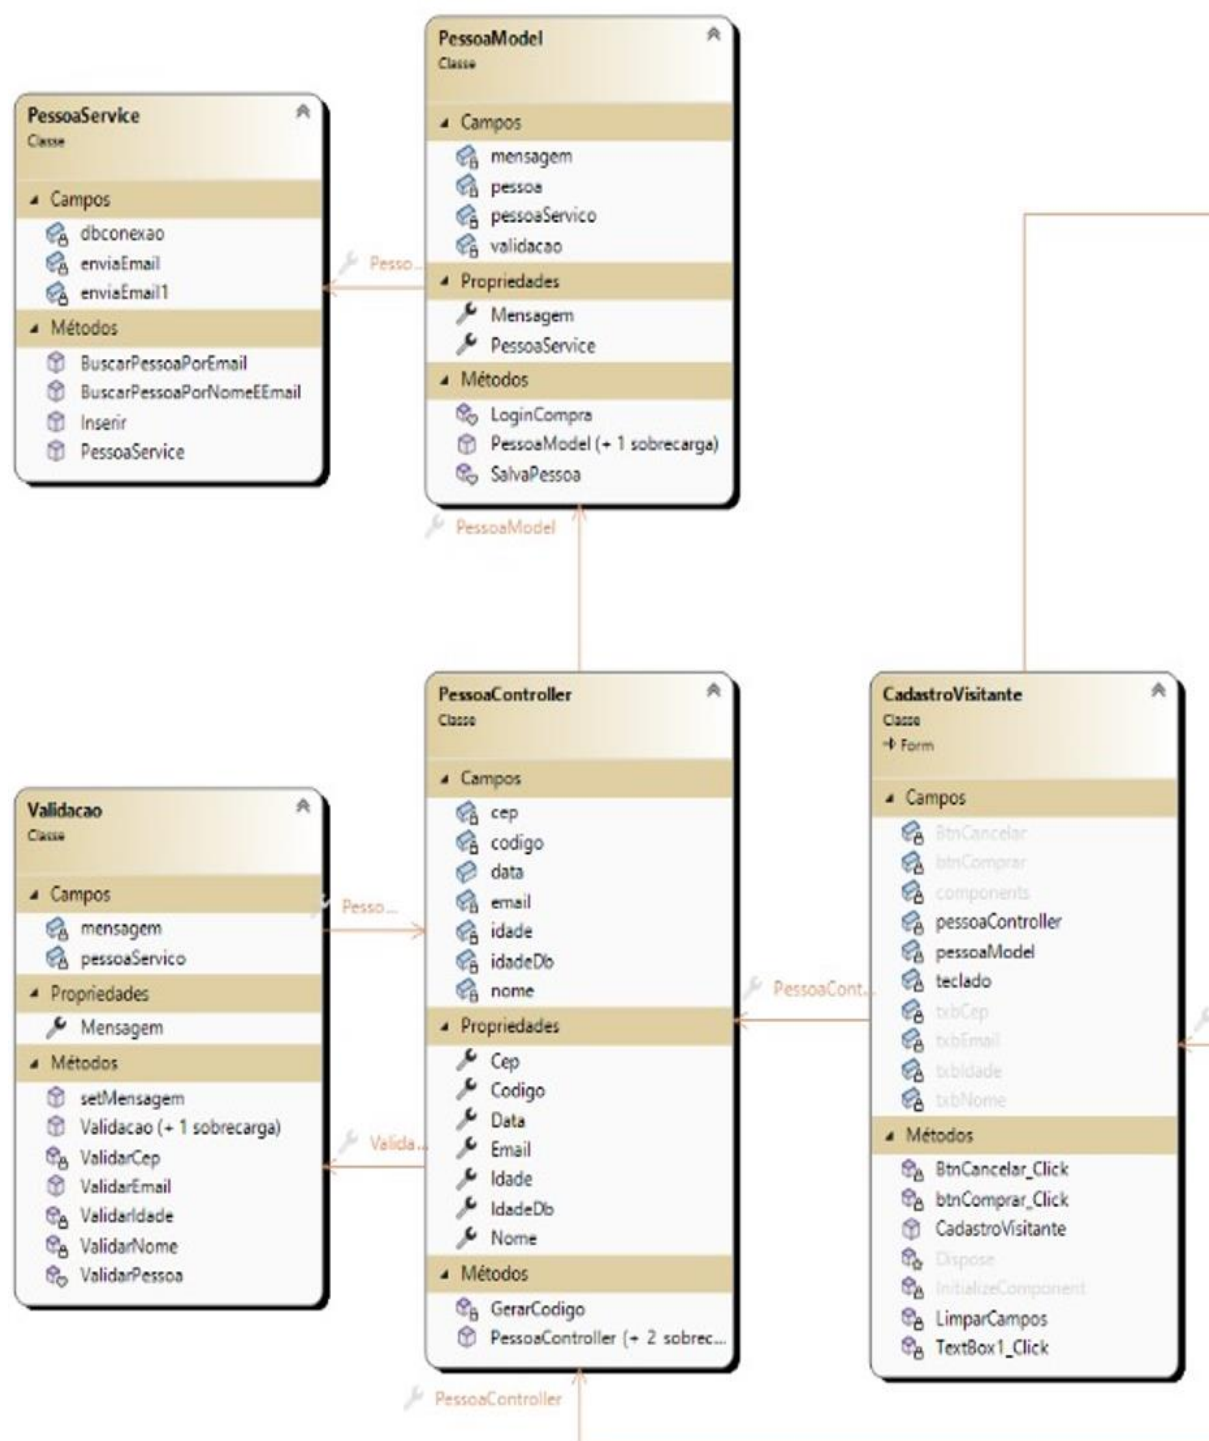 PessoaModel
Classe
Campos
mensagem
pessoa
pessoaServico
validacao
Propriedades
Mensagem
PessoaService
Métodos
LoginCompra
PessoaModel (+ 1 sobrecarga)
SalvaPessoa
PessoaService
Classe
Campos
dbconexao
enviaEmail
enviaEmail1
Métodos
BuscarPessoaPorEmail
BuscarPessoaPorNomeEEmail
Inserir
PessoaService
Pesso...
PessoaModel
PessoaController
Classe
Campos
cep
codigo
data
email
idade
idadeDb
nome
Propriedades
Cep
Codigo
Data
Email
Idade
IdadeDb
Nome
Métodos
GerarCodigo
PessoaController (+ 2 sobrec...
Validacao
Classe
Campos
mensagem
pessoaServico
Propriedades
Mensagem
Métodos
setMensagem
Validacao (+ 1 sobrecarga)
ValidarCep
ValidarEmail
ValidarIdade
ValidarNome
ValidarPessoa
Pesso...
Valida...
CadastroVisitante
Classe
Form
Campos
BtnCancelar
btnComprar
components
pessoaController
pessoaModel
teclado
txbCep
txbEmail
txbIdade
txbNome
Métodos
BtnCancelar_Click
btnComprar_Click
CadastroVisitante
Dispose
InitializeComponent
LimparCampos
TextBox1_Click
PessoaCont...
PessoaController